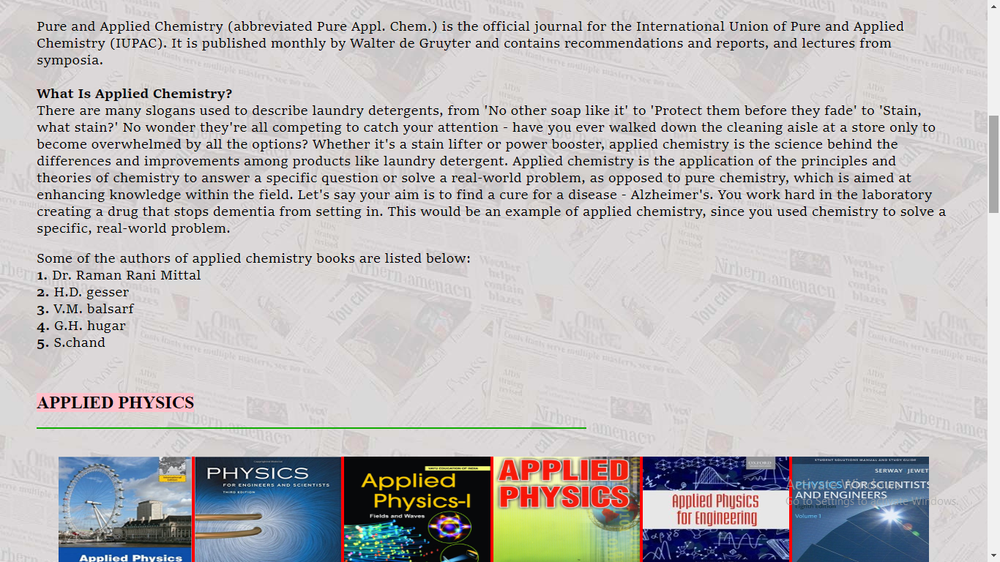 Pure and Applied Chemistry (abbreviated Pure Appl. Chem.) is the official journal for the International Union of Pure and Applied
Chemistry (IUPAC). It is published monthly by Walter de Gruyter and contains recommendations and reports, and lectures from
symposia.
What Is Applied Chemistry?
There are many slogans used to describe laundry detergents, from 'No other soap like it' to 'Protect them before they fade' to 'Stain,
what stain?' No wonder they're all competing to catch your attention - have you ever walked down the cleaning aisle at a store only to
become overwhelmed by all the options? Whether it's a stain lifter or power booster, applied chemistry is the science behind the
differences and improvements among products like laundry detergent. Applied chemistry is the application of the principles and
theories of chemistry to answer a specific question or solve a real-world problem, as opposed to pure chemistry, which is aimed at
enhancing knowledge within the field. Let's say your aim is to find a cure for a disease - Alzheimer's. You work hard in the laboratory
creating a drug that stops dementia from setting in. This would be an example of applied chemistry, since you used chemistry to solve a
specific, real-world problem.
Some of the authors of applied chemistry books are listed below:
1. Dr. Raman Rani Mittal
2. H.D. gesser
3. V.M. balsarf
4. G.H. hugar
5. S.chand
APPLIED PHYSICS
Applied Physics
PHYSICS
FOR ENGINEERS AND SCIENTISTS
THIRD EDITION
VAYU EDUCATION OF INDIA
Applied
Physics-I
Fields and Waves
APPLIED
PHYSICS
OXFORD
Applied Physics
for Engineering
STUDENT SOLUTIONS MANUAL AND STUDY GUIDE
SERWAY JEWET
PHYSICS FOR SCIENTISTS
AND ENGINEERS
Eighth Edition
Volume 1
Activate Windows
Go to Settings to activate Windows.